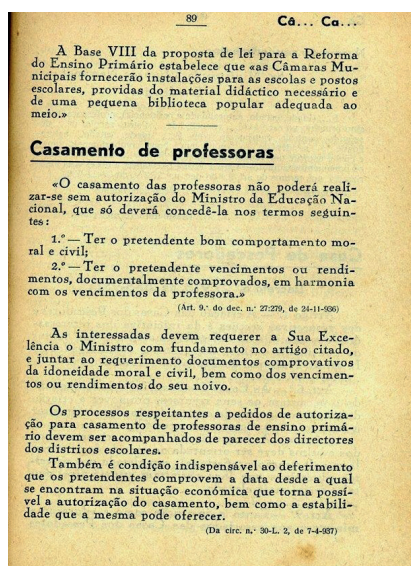 89
Câ... Ca...
A Base VIII da proposta de lei para a Reforma
do Ensino Primário estabelece que «as Câmaras Mu-
nicipais fornecerão instalações para as escolas e postos
escolares, providas do material didáctico necessário e
de uma pequena biblioteca popular adequada ao
meio.»
Casamento de professoras
«O casamento das professoras não poderá reali-
zar-se sem autorização do Ministro da Educação Na-
cional, que só deverá concedê-la nos termos seguin-
tes:
1.º — Ter o pretendente bom comportamento mo-
ral e civil;
2.º — Ter o pretendente vencimentos ou rendi-
mentos, documentalmente comprovados, em harmonia
com os vencimentos da professora.»
(Art. 9.º do dec. n.º 27:279, de 24-11-936)
As interessadas devem requerer a Sua Exce-
lência o Ministro com fundamento no artigo citado,
e juntar ao requerimento documentos comprovativos
da idoneidade moral e civil, bem como dos vencimen-
tos ou rendimentos do seu noivo.
Os processos respeitantes a pedidos de autoriza-
ção para casamento de professoras de ensino primá-
rio devem ser acompanhados de parecer dos directores
dos distritos escolares.
Também é condição indispensável ao deferimento
que os pretendentes comprovem a data desde a qual
se encontram na situação económica que torna possí-
vel a autorização do casamento, bem como a estabili-
dade que a mesma pode oferecer.
(Da circ. n.º 30-L. 2, de 7-4-937)